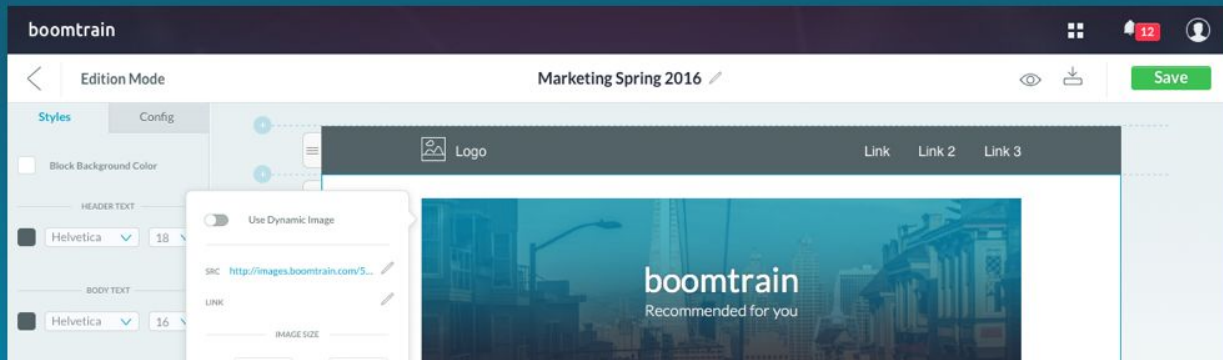 boomtrain
12
Edition Mode
Marketing Spring 2016
Save
Styles
Config
Block Background Color
Logo
Link
Link 2
Link 3
HEADER TEXT
Helvetica
18
Use Dynamic Image
SRC
http://images.boomtrain.com/5...
LINK
BODY TEXT
Helvetica
16
IMAGE SIZE
boomtrain
Recommended for you